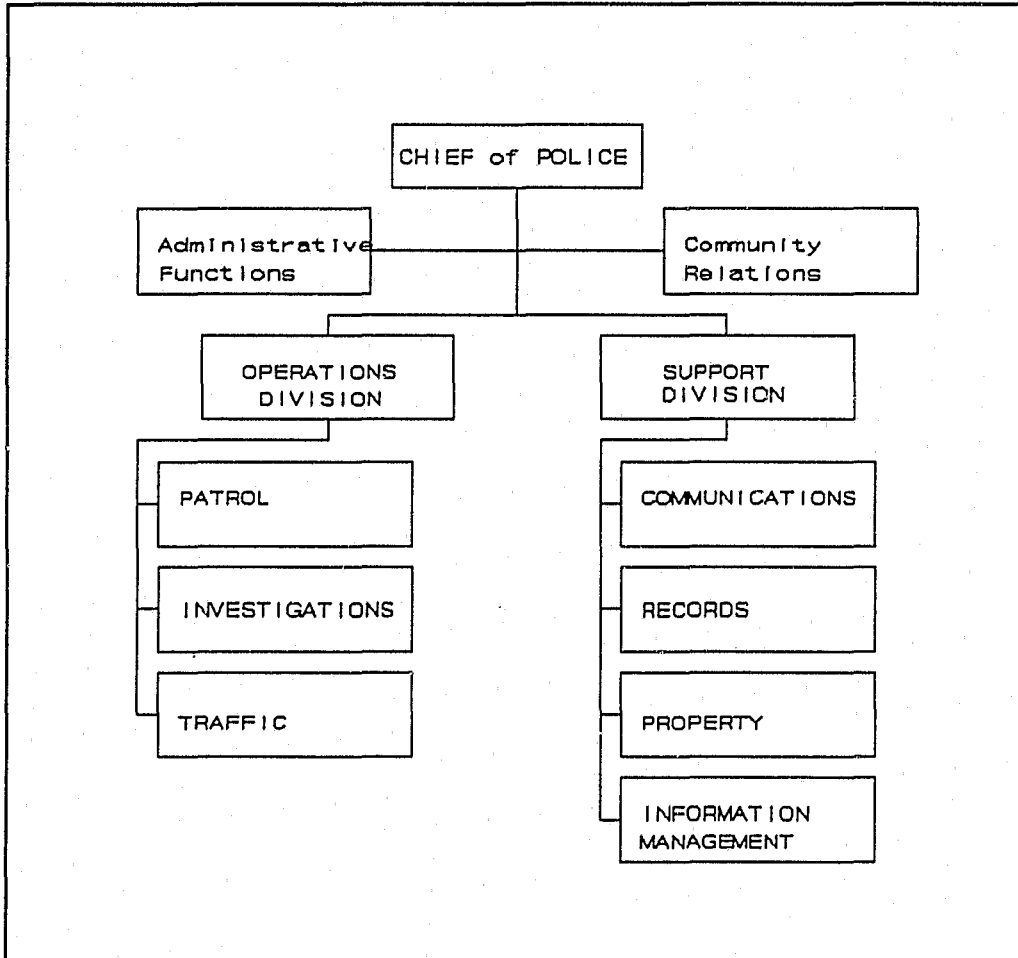 CHIEF of POLICE
Administrative
Functions
Community
Relations
OPERATIONS
DIVISION
SUPPORT
DIVISION
PATROL
INVESTIGATIONS
TRAFFIC
COMMUNICATIONS
RECORDS
PROPERTY
INFORMATION
MANAGEMENT